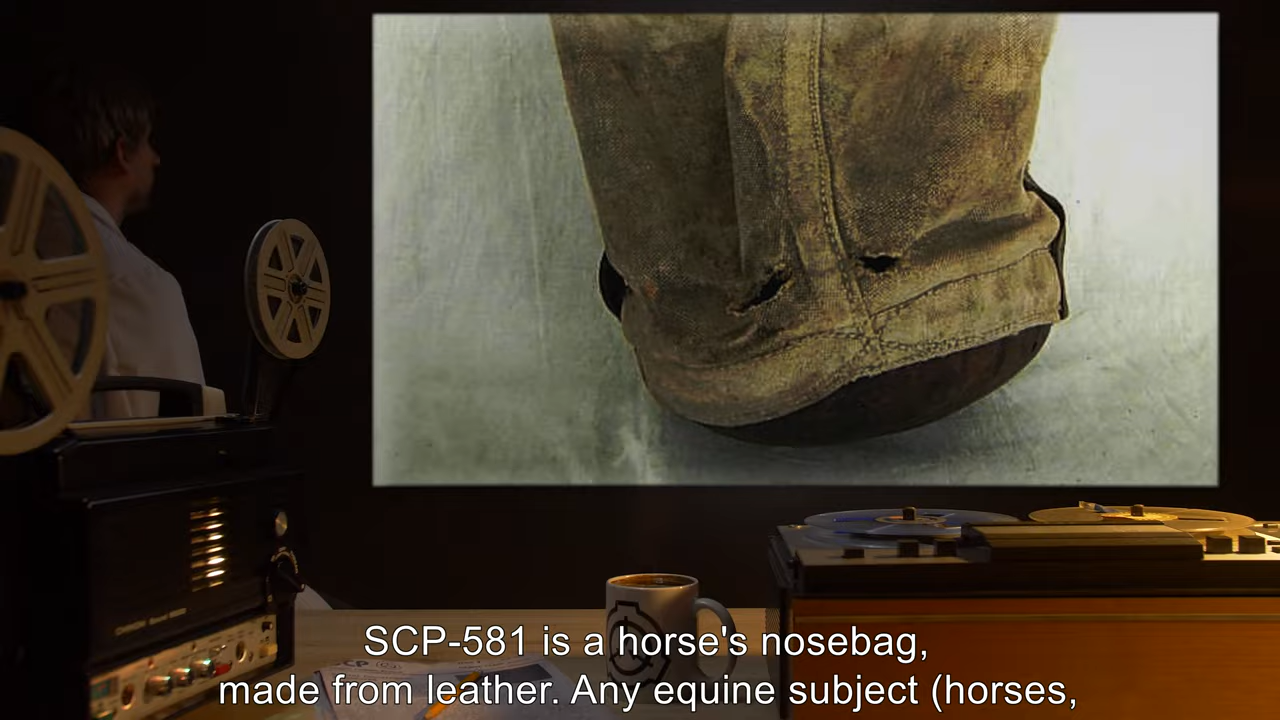 SCP-581 is a horse's nosebag,
made from leather. Any equine subject (horses,